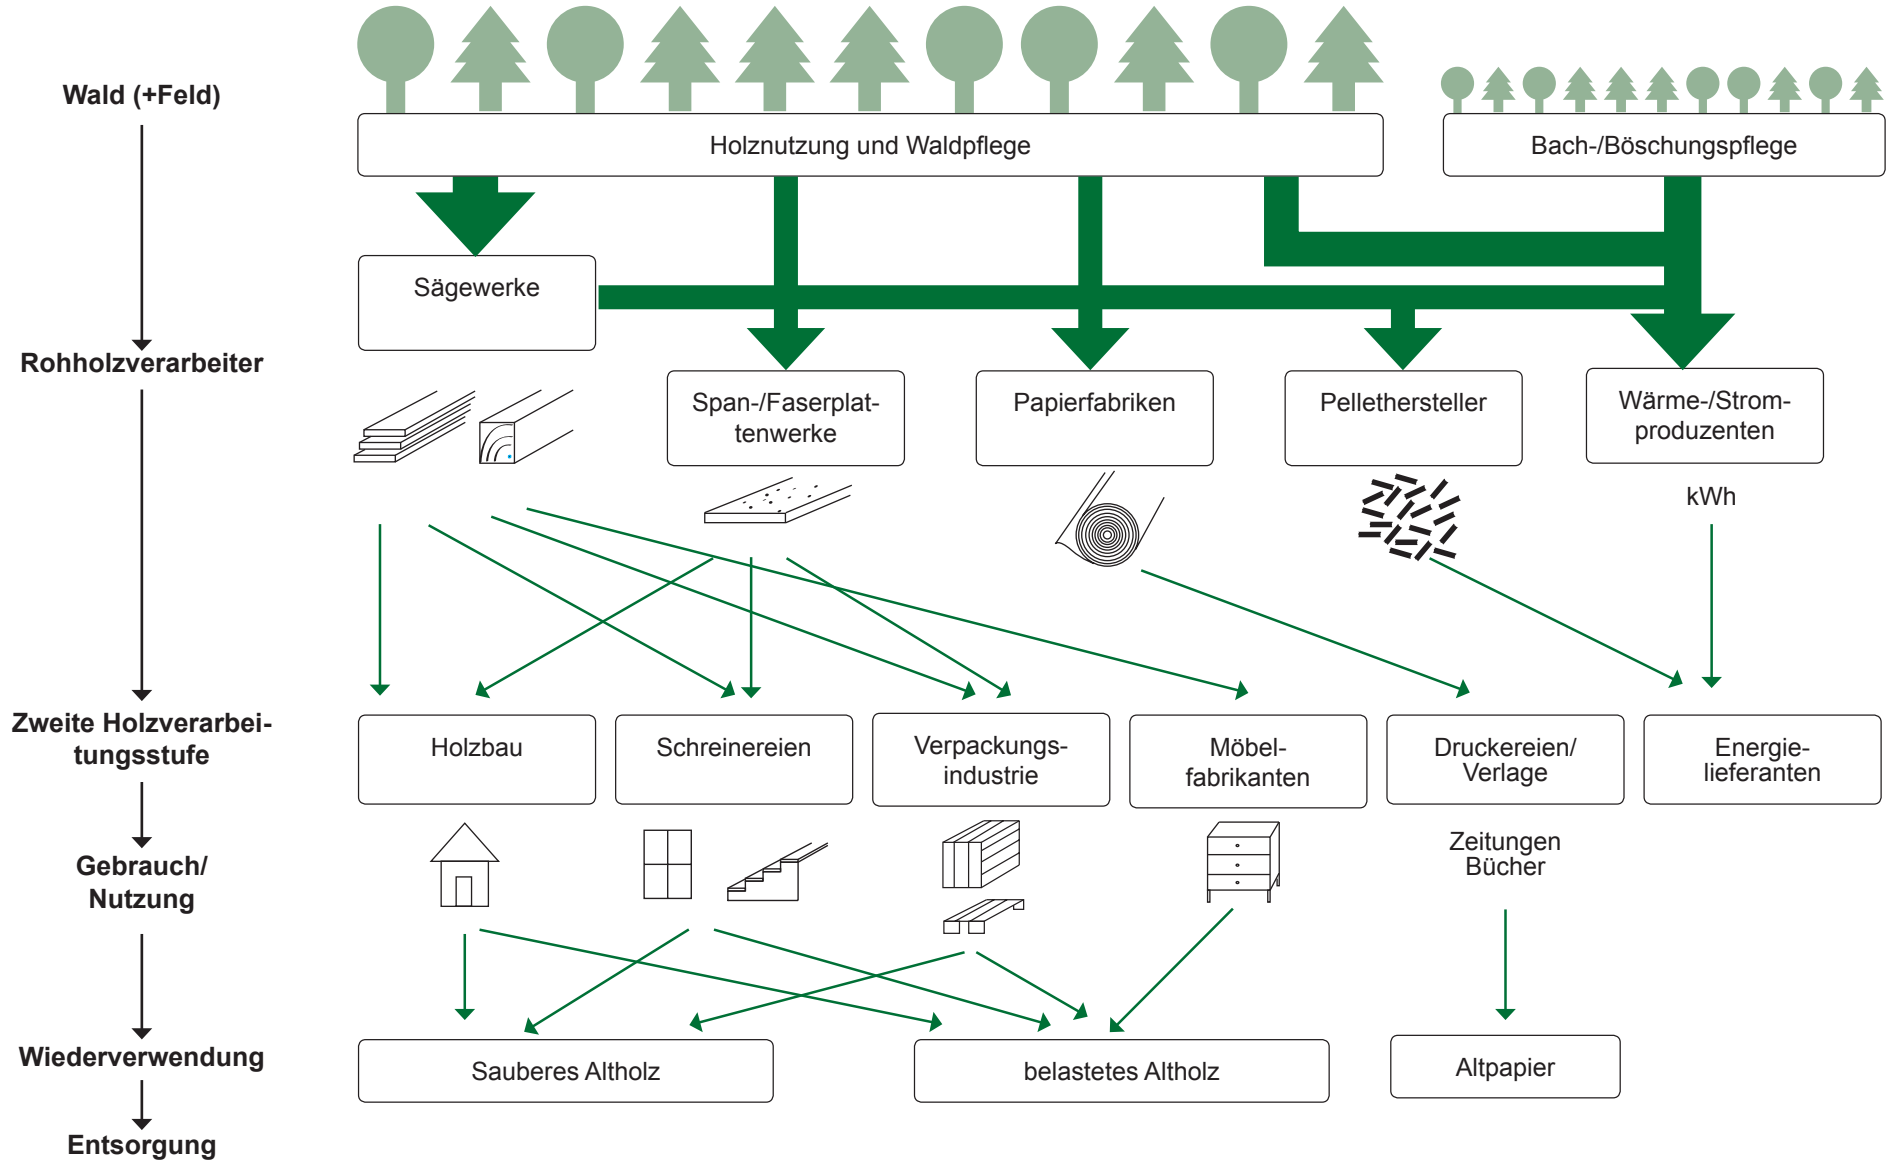 Wald (+Feld)
Holznutzung und Waldpflege
Bach-/Böschungspflege
Sägewerke
Rohholzverarbeiter
Span-/Faserplat-
tenwerke
Papierfabriken
Pellethersteller
Wärme-/Strom-
produzenten
kWh
Zweite Holzverarbei-
tungsstufe
Holzbau
Schreinereien
Verpackungs-
industrie
Möbel-
fabrikanten
Druckereien/
Verlage
Energie-
lieferanten
Gebrauch/
Nutzung
Zeitungen
Bücher
Wiederverwendung
Sauberes Altholz
belastetes Altholz
Altpapier
Entsorgung